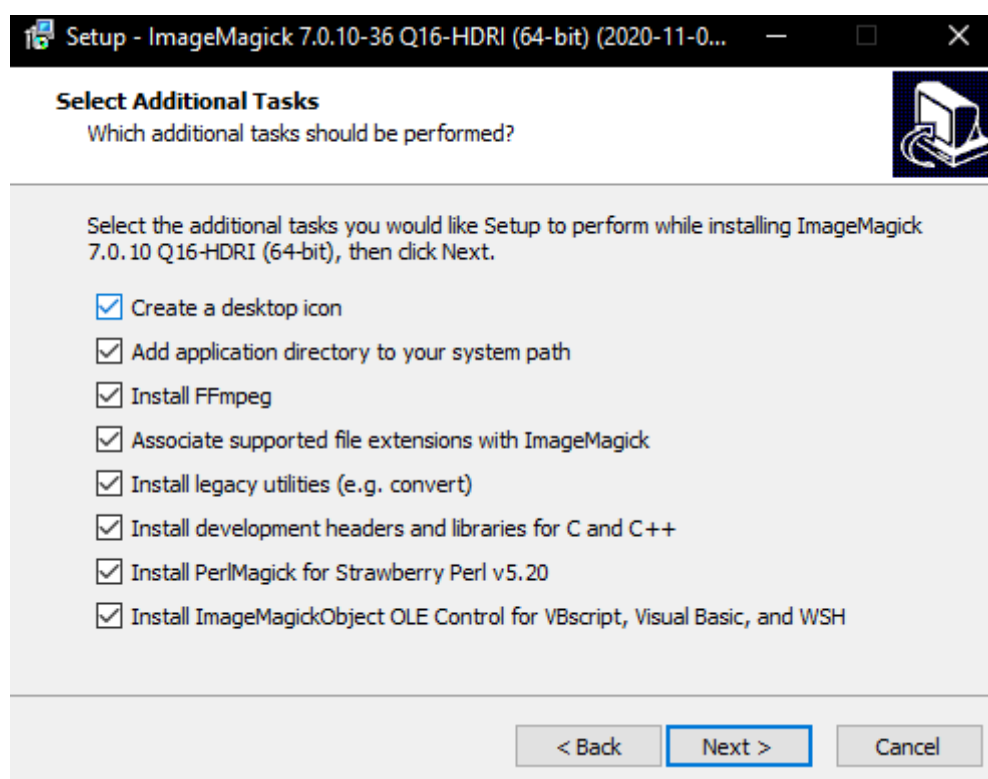 Setup - ImageMagick 7.0.10-36 Q16-HDRI (64-bit) (2020-11-0...
Select Additional Tasks
Which additional tasks should be performed?
Select the additional tasks you would like Setup to perform while installing ImageMagick
7.0.10 Q16-HDRI (64-bit), then click Next.
Create a desktop icon
Add application directory to your system path
Install FFmpeg
Associate supported file extensions with ImageMagick
Install legacy utilities (e.g. convert)
Install development headers and libraries for C and C++
Install PerlMagick for Strawberry Perl v5.20
Install ImageMagickObject OLE Control for VBscript, Visual Basic, and WSH
< Back Next > Cancel